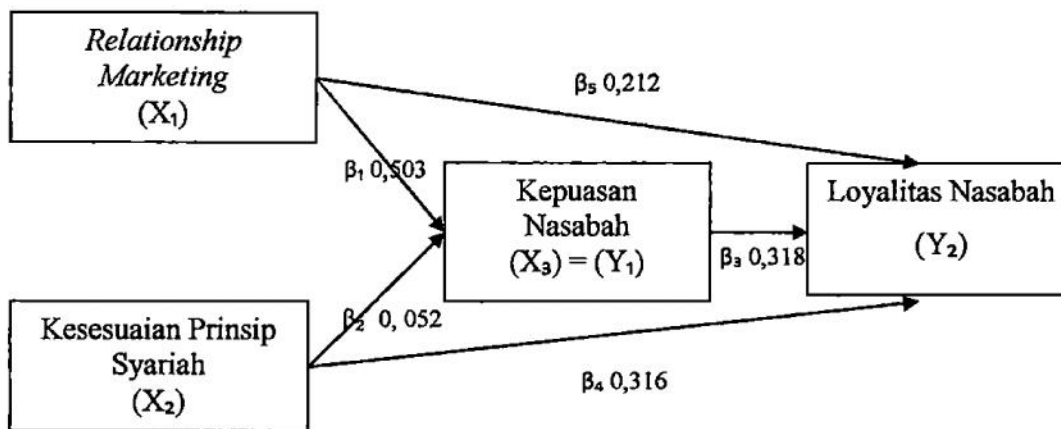 Relationship
Marketing
(X₁)
β₅ 0,212
β₁ 0,503
Kepuasan
Nasabah
(X₃) = (Y₁)
Loyalitas Nasabah
(Y₂)
β₃ 0,318
β₂ 0, 052
Kesesuaian Prinsip
Syariah
(X₂)
β₄ 0,316